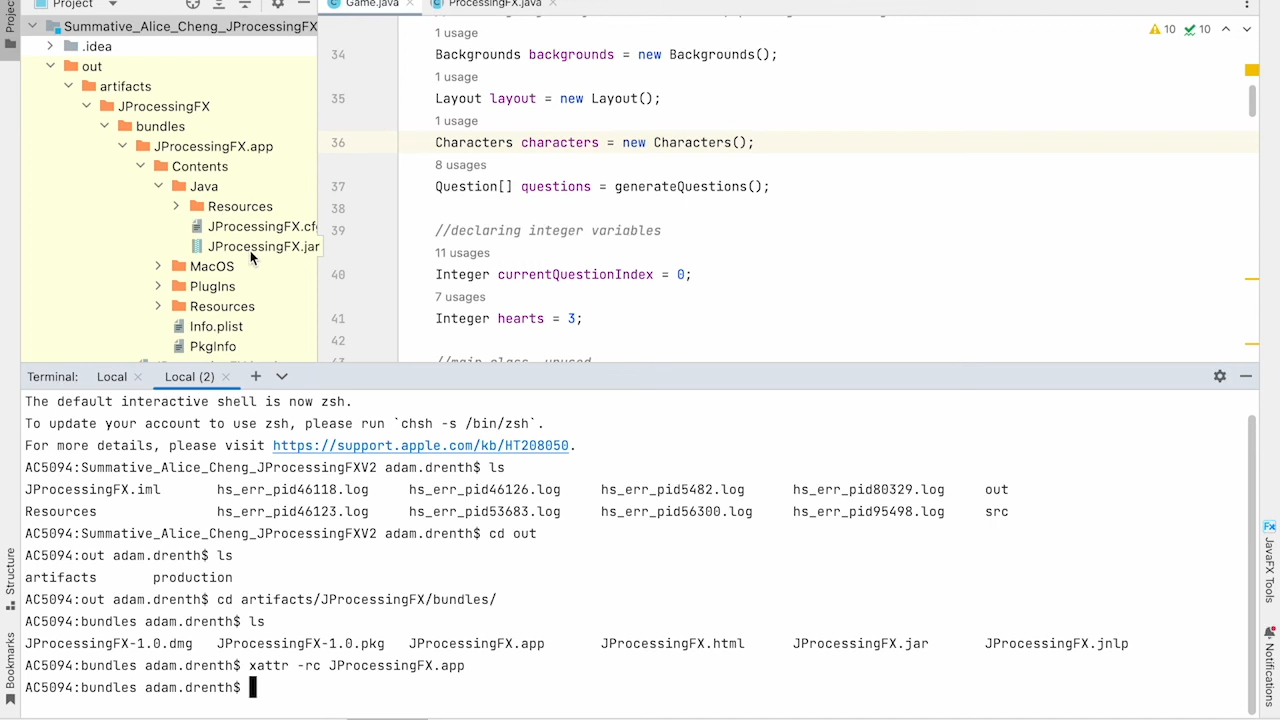 Project
Game.java
ProcessingFX.java
Project
Summative_Alice_Cheng_JProcessingFX
.idea
out
artifacts
JProcessingFX
bundles
JProcessingFX.app
Contents
Java
Resources
JProcessingFX.cf
JProcessingFX.jar
MacOS
PlugIns
Resources
Info.plist
PkgInfo
1 usage
34 Backgrounds backgrounds = new Backgrounds();
1 usage
35 Layout layout = new Layout();
1 usage
36 Characters characters = new Characters();
8 usages
37 Question[] questions = generateQuestions();
38
39 //declaring integer variables
11 usages
40 Integer currentQuestionIndex = 0;
7 usages
41 Integer hearts = 3;
42
43 //main class, unused
10 10
Terminal: Local Local (2)
The default interactive shell is now zsh.
To update your account to use zsh, please run `chsh -s /bin/zsh`.
For more details, please visit https://support.apple.com/kb/HT208050.
AC5094:Summative_Alice_Cheng_JProcessingFXV2 adam.drenth$ ls
JProcessingFX.iml hs_err_pid46118.log hs_err_pid46126.log hs_err_pid5482.log hs_err_pid80329.log out
Resources hs_err_pid46123.log hs_err_pid53683.log hs_err_pid56300.log hs_err_pid95498.log src
AC5094:Summative_Alice_Cheng_JProcessingFXV2 adam.drenth$ cd out
AC5094:out adam.drenth$ ls
artifacts production
AC5094:out adam.drenth$ cd artifacts/JProcessingFX/bundles/
AC5094:bundles adam.drenth$ ls
JProcessingFX-1.0.dmg JProcessingFX-1.0.pkg JProcessingFX.app JProcessingFX.html JProcessingFX.jar JProcessingFX.jnlp
AC5094:bundles adam.drenth$ xattr -rc JProcessingFX.app
AC5094:bundles adam.drenth$
Structure
Bookmarks
Fx
JavaFX Tools
Notifications